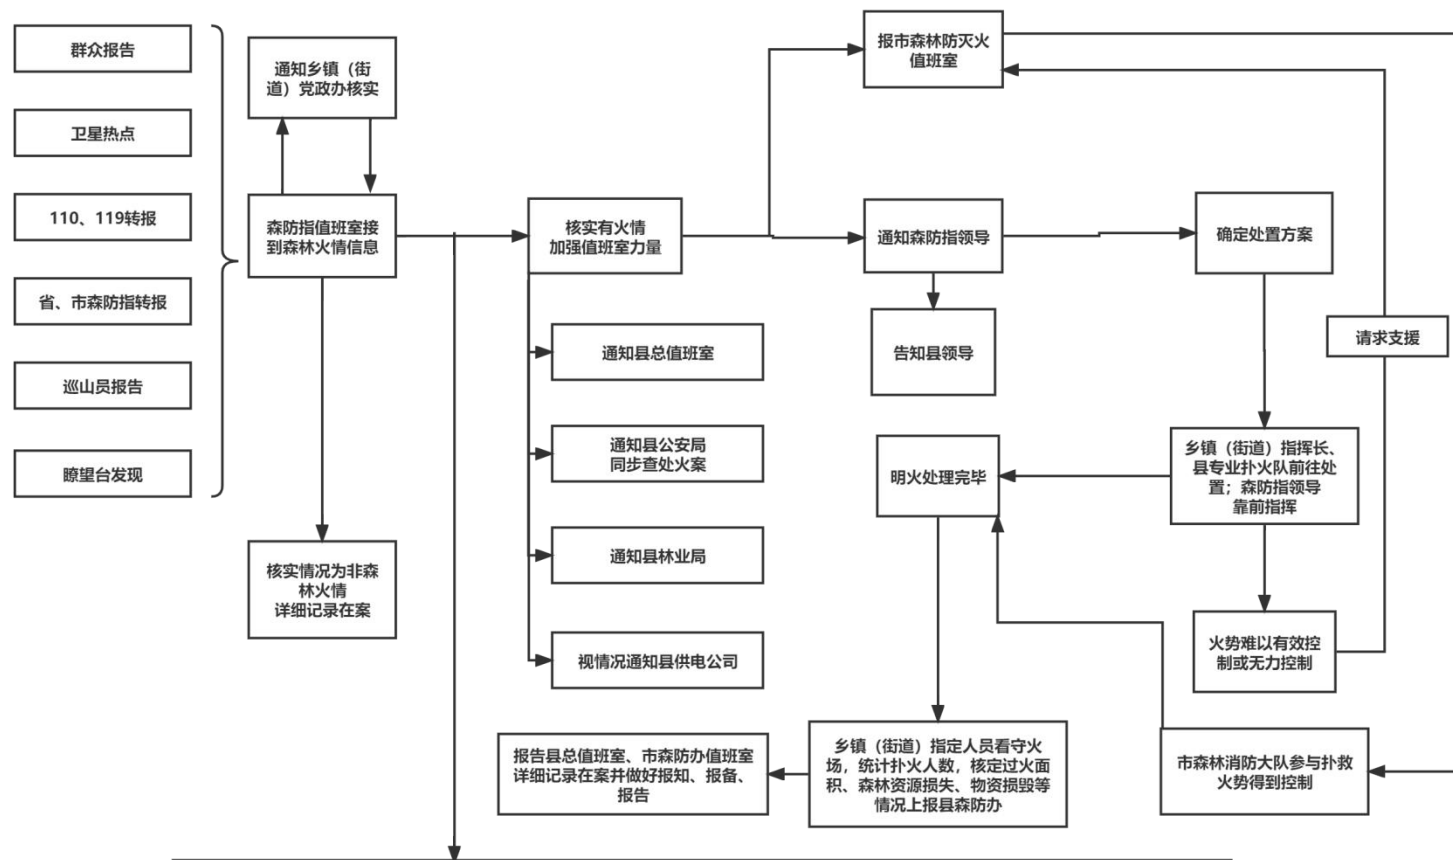 群众报告
卫星热点
110、119转报
省、市森防指转报
巡山员报告
瞭望台发现
通知乡镇（街
道）党政办核实
森防指值班室接
到森林火情信息
核实情况为非森
林火情
详细记录在案
核实有火情
加强值班室力量
通知县总值班室
通知县公安局
同步查处火案
通知县林业局
视情况通知县供电公司
报市森林防灭火
值班室
通知森防指领导
告知县领导
确定处置方案
请求支援
乡镇（街道）指挥长、
县专业扑火队前往处
置；森防指领导
靠前指挥
明火处理完毕
火势难以有效控
制或无力控制
市森林消防大队参与扑救
火势得到控制
乡镇（街道）指定人员看守火
场，统计扑火人数，核定过火面
积、森林资源损失、物资损毁等
情况上报县森防办
报告县总值班室、市森防办值班室
详细记录在案并做好报知、报备、
报告